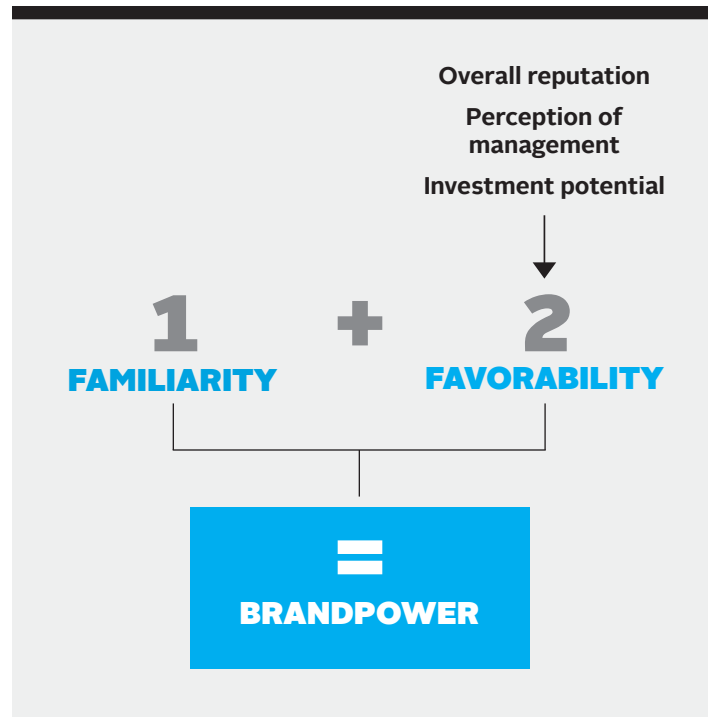 Overall reputation
Perception of
management
Investment potential
1 + 2
FAMILIARITY FAVORABILITY
=
BRANDPOWER